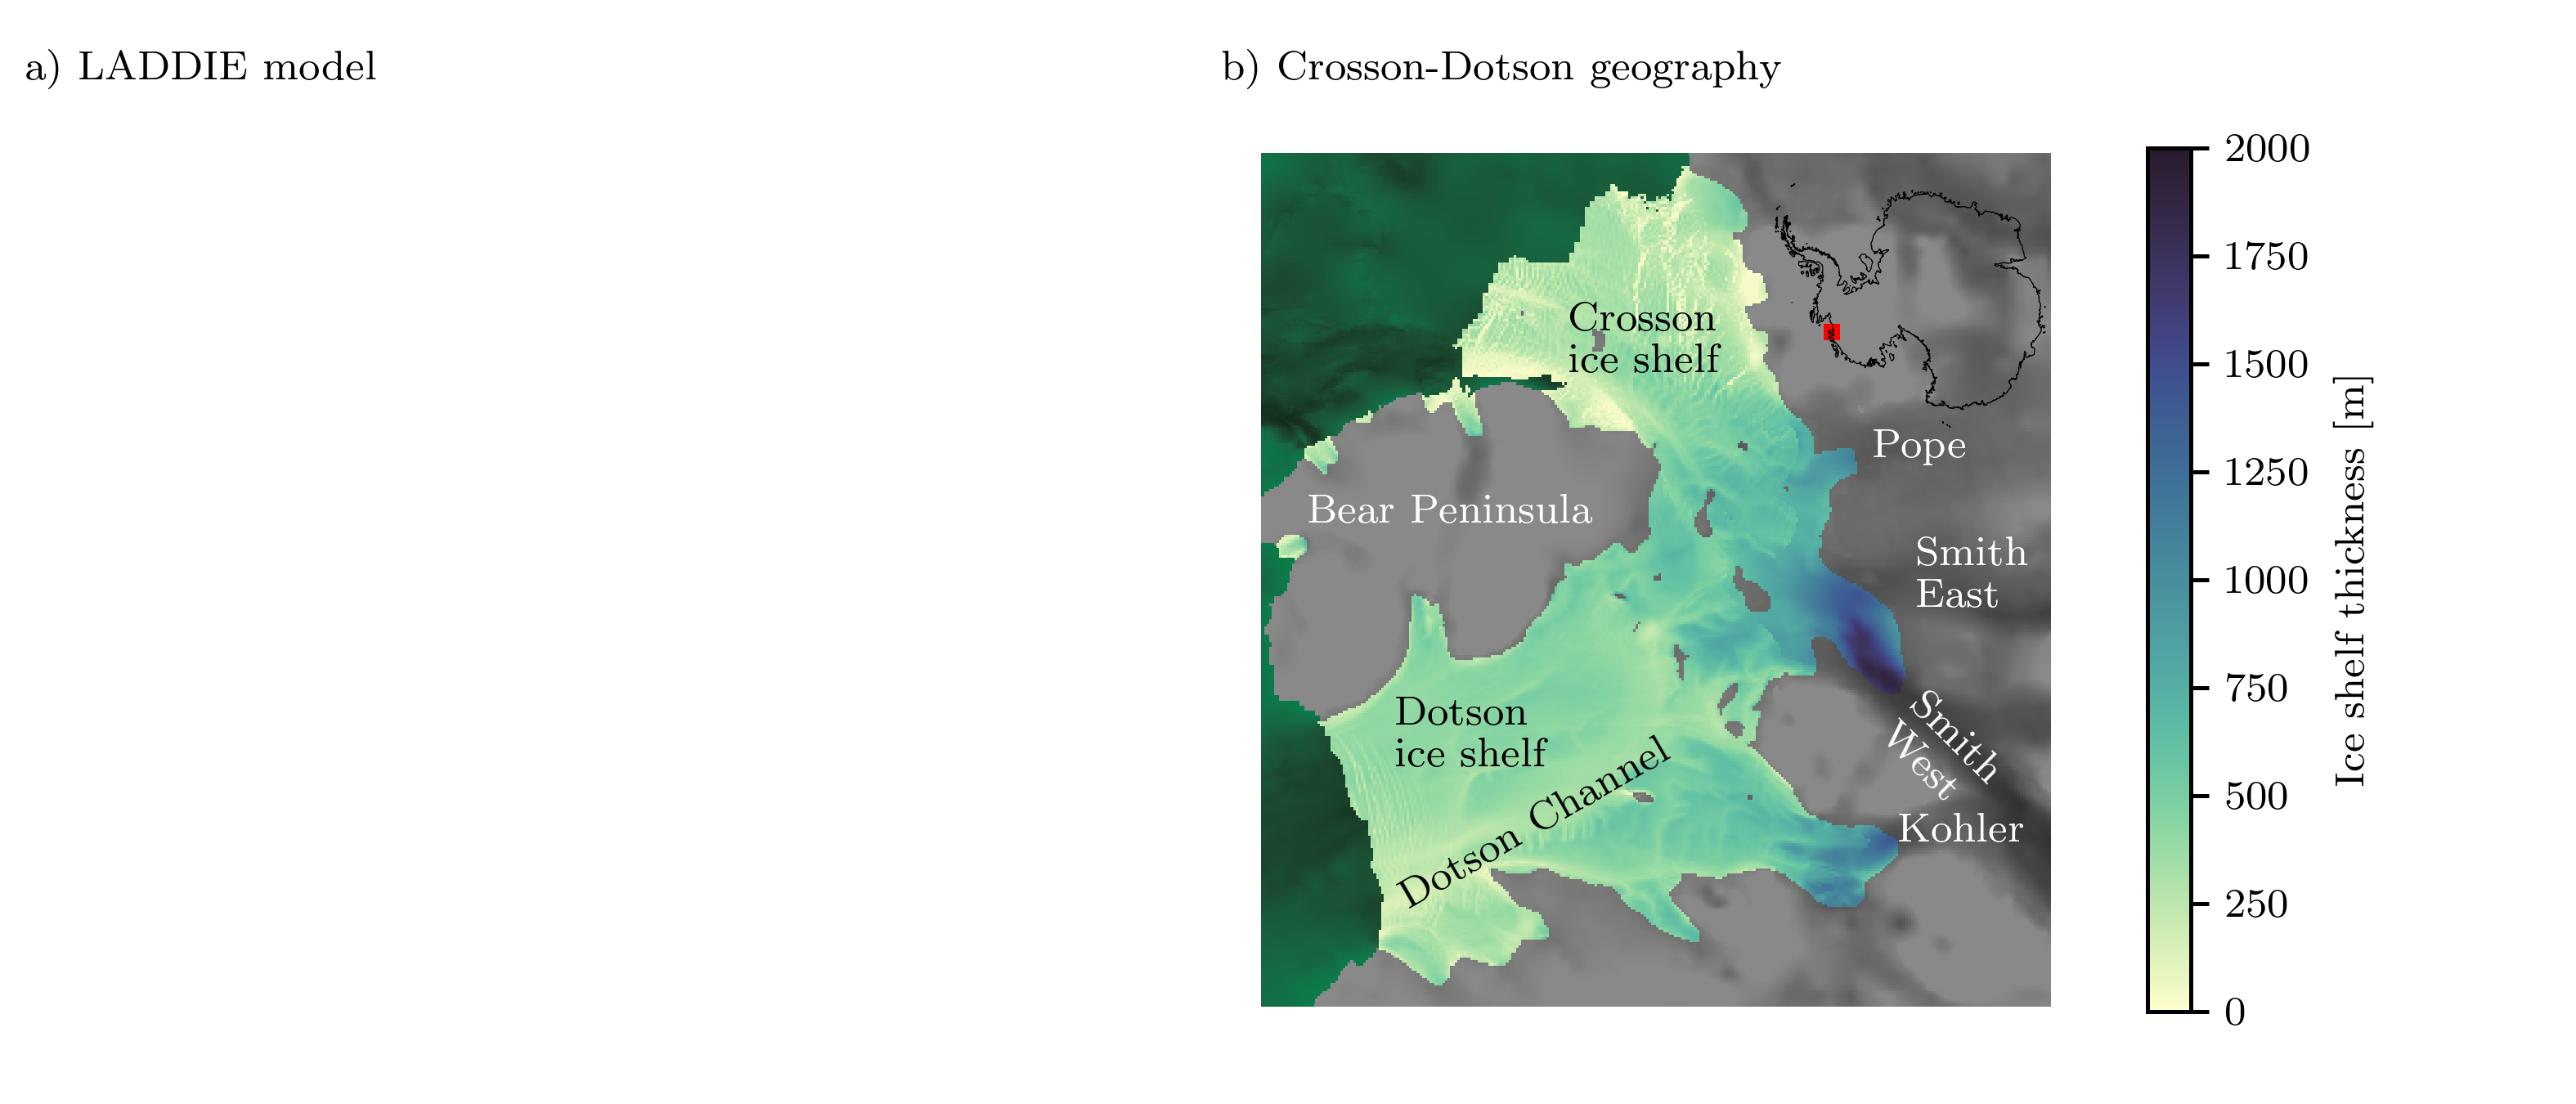 a) LADDIE model
b) Crosson-Dotson geography
Crosson
ice shelf
Pope
Bear Peninsula
Smith
East
Smith
West
Dotson
ice shelf
Dotson Channel
Kohler
2000
1750
1500
1250
1000
750
500
250
0
Ice shelf thickness [m]